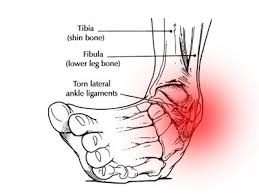 Tibia
(shin bone)
Fibula
(lower leg bone)
Torn lateral
ankle ligaments